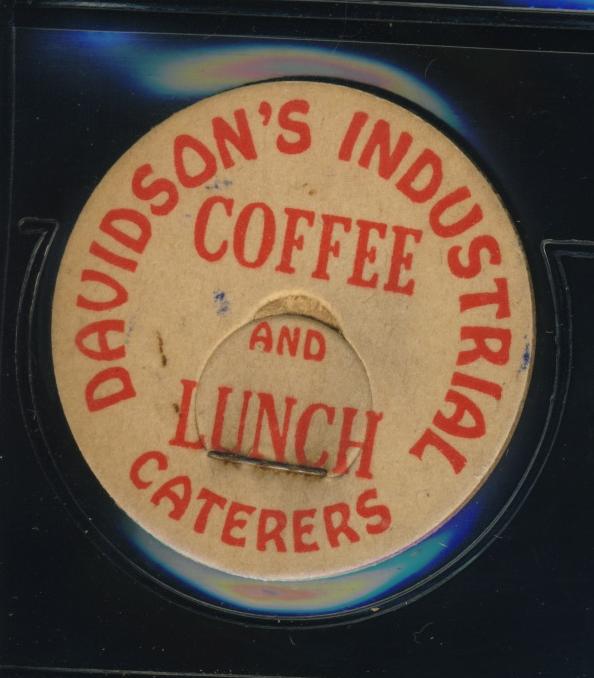 DAVIDSON'S INDUSTRIAL
COFFEE
AND
LUNCH
CATERERS